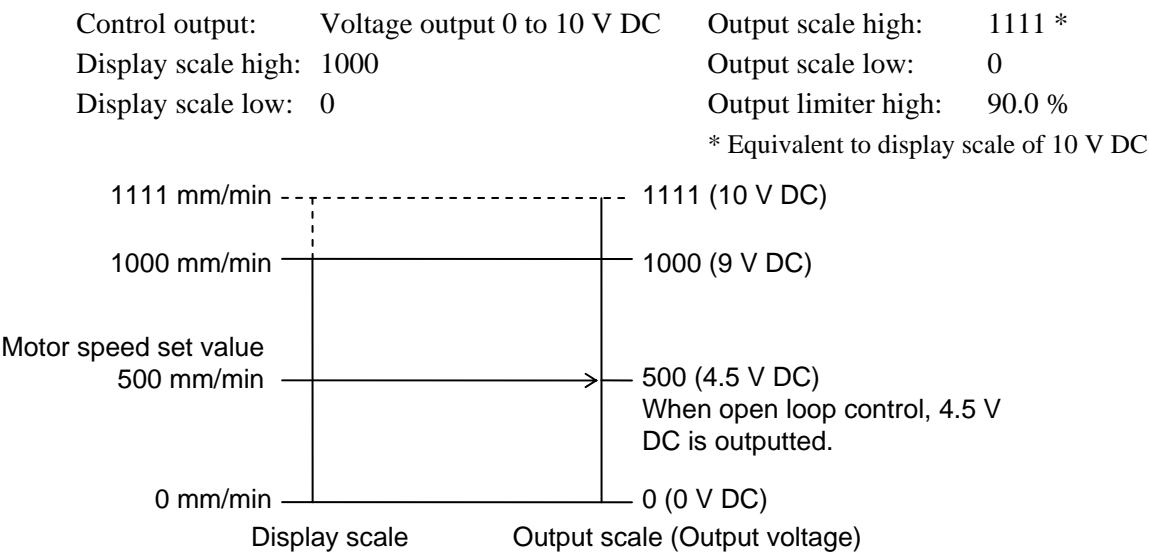 Control output: Voltage output 0 to 10 V DC Output scale high: 1111 *
Display scale high: 1000 Output scale low: 0
Display scale low: 0 Output limiter high: 90.0 %
* Equivalent to display scale of 10 V DC
1111 mm/min 1111 (10 V DC)
1000 mm/min 1000 (9 V DC)
Motor speed set value
500 mm/min 500 (4.5 V DC)
When open loop control, 4.5 V
DC is outputted.
0 mm/min 0 (0 V DC)
Display scale Output scale (Output voltage)